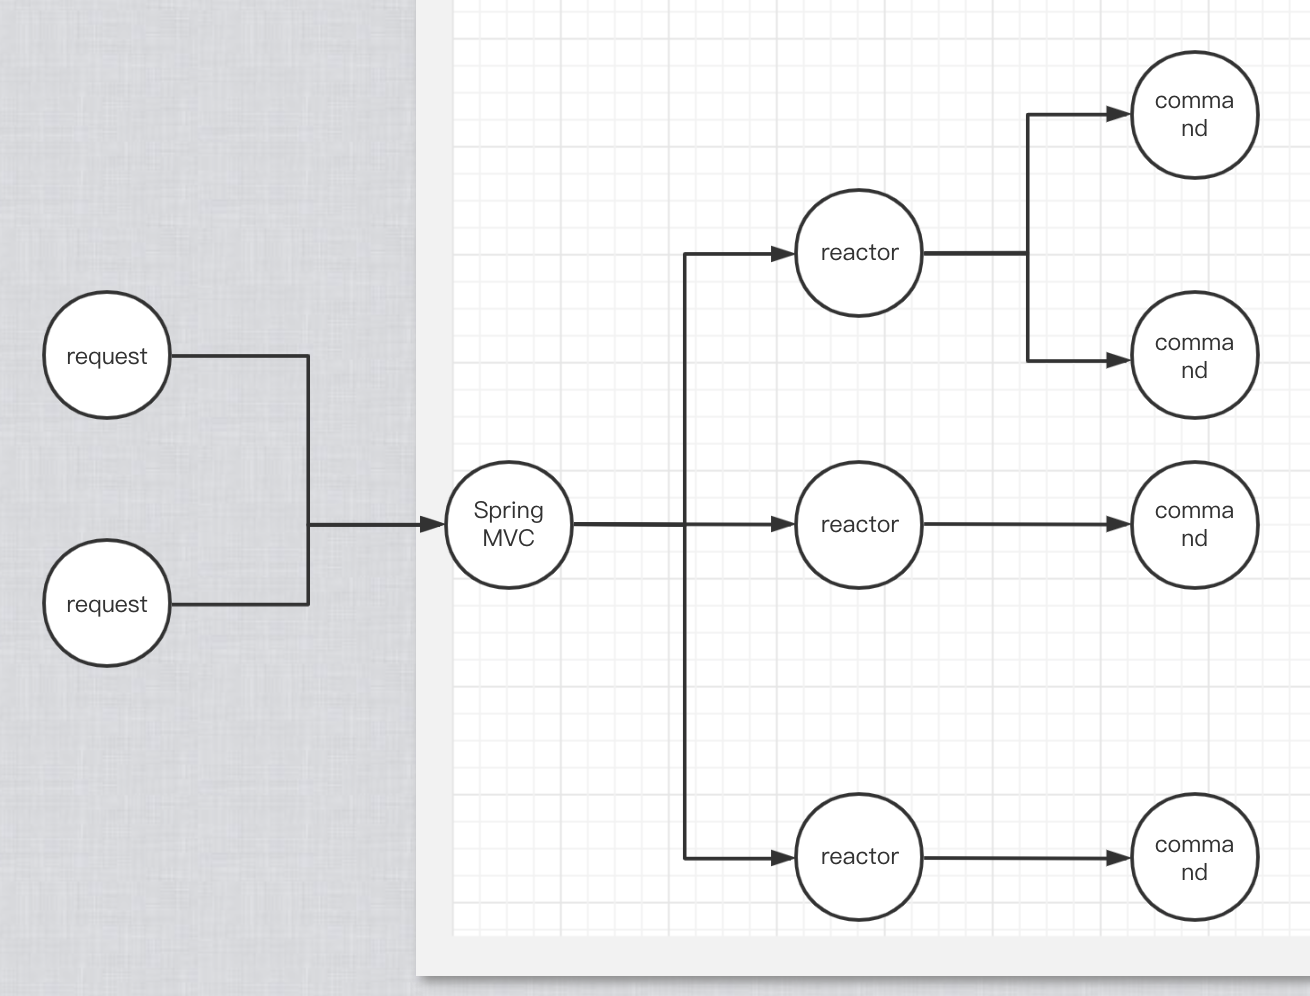 request
request
Spring
MVC
reactor
reactor
reactor
comma
nd
comma
nd
comma
nd
comma
nd